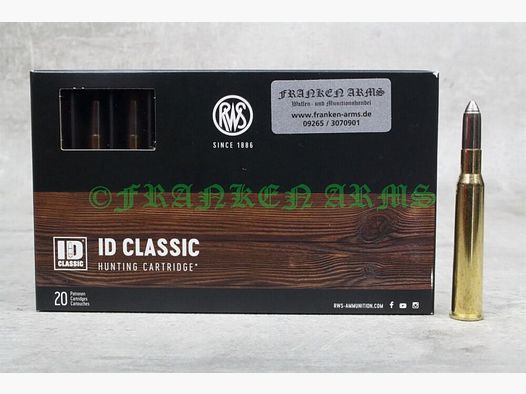 RWS
SINCE 1886
FRANKEN ARMS
Waffen- und Munitionshandel
www.franken-arms.de
09265 / 3070901
©FRANKEN ARMS
ID
CLASSIC
ID CLASSIC
HUNTING CARTRIDGE*
20 Patronen
Cartridges
Cartouches
RWS-AMMUNITION.COM